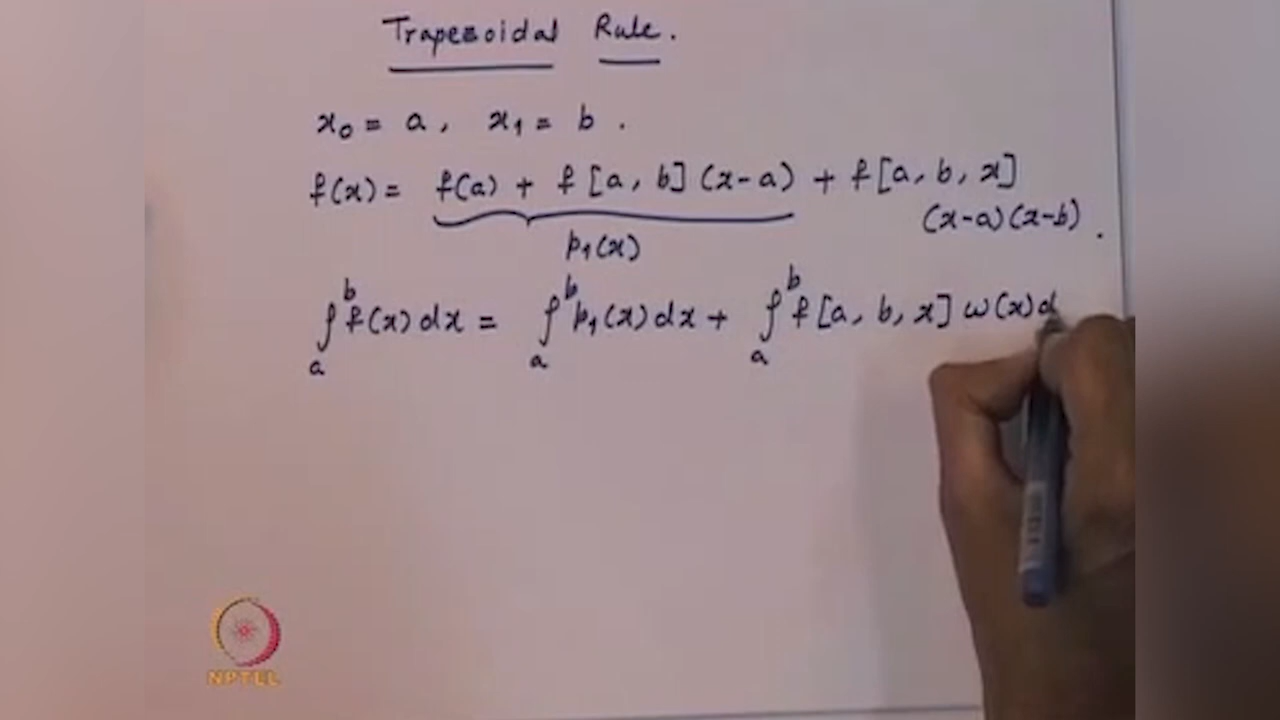 Trapezoidal Rule.
x₀ = a, x₁ = b.
f(x) = f(a) + f[a, b](x-a) + f[a, b, x]
(x-a)(x-b).
p₁(x)
∫ₐᵇ f(x)dx = ∫ₐᵇ p₁(x)dx + ∫ₐᵇ f[a, b, x] w(x)d
NPTEL